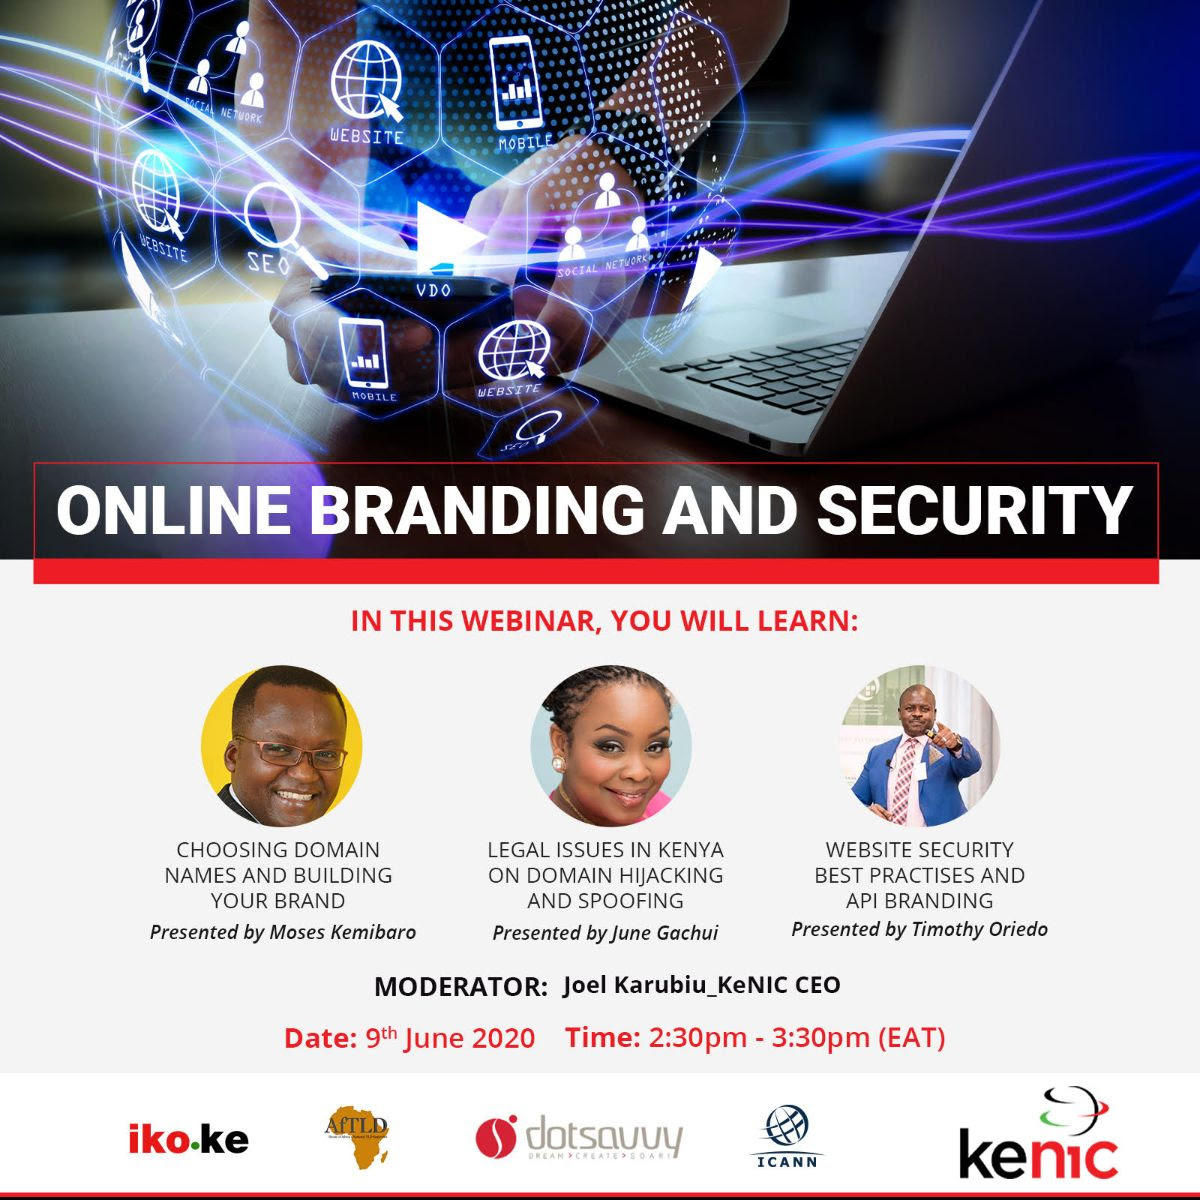 SOCIAL NETWORK
WEBSITE
MOBILE
WEBSITE
SEO
VDO
SOCIAL NETWORK
MOBILE
WEBSITE
SEO
ONLINE BRANDING AND SECURITY
IN THIS WEBINAR, YOU WILL LEARN:
CHOOSING DOMAIN
NAMES AND BUILDING
YOUR BRAND
Presented by Moses Kemibaro
LEGAL ISSUES IN KENYA
ON DOMAIN HIJACKING
AND SPOOFING
Presented by June Gachui
WEBSITE SECURITY
BEST PRACTISES AND
API BRANDING
Presented by Timothy Oriedo
MODERATOR: Joel Karubiu_KeNIC CEO
Date: 9th June 2020 Time: 2:30pm - 3:30pm (EAT)
iko.ke
AfTLD
dotsavvy
DREAM>CREATE>SOAR!
ICANN
kenic